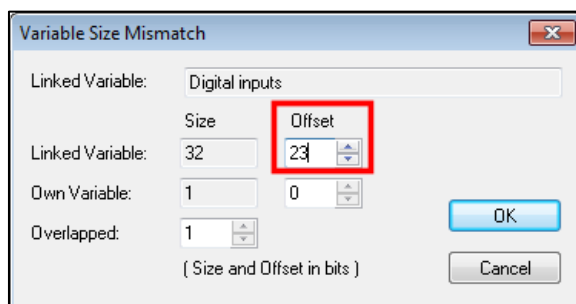 Variable Size Mismatch
Linked Variable: Digital inputs
Size Offset
Linked Variable: 32 23
Own Variable: 1 0
Overlapped: 1
( Size and Offset in bits )
OK
Cancel